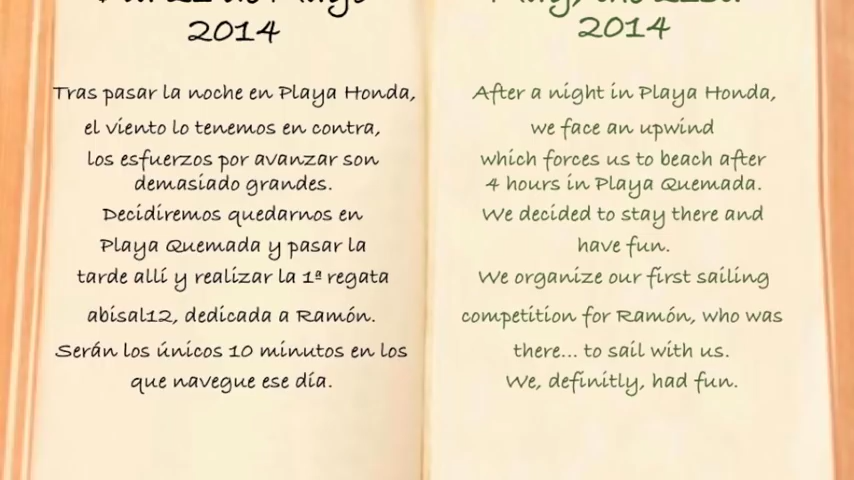 2014
Tras pasar la noche en Playa Honda,
el viento lo tenemos en contra,
los esfuerzos por avanzar son
demasiado grandes.
Decidiremos quedarnos en
Playa Quemada y pasar la
tarde allí y realizar la 1ª regata
abisal12, dedicada a Ramón.
Serán los únicos 10 minutos en los
que navegue ese día.
2014
After a night in Playa Honda,
we face an upwind
which forces us to beach after
4 hours in Playa Quemada.
We decided to stay there and
have fun.
We organize our first sailing
competition for Ramón, who was
there... to sail with us.
We, definitly, had fun.